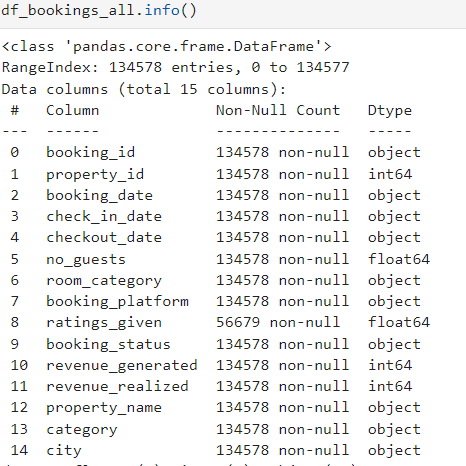 df_bookings_all.info()
<class 'pandas.core.frame.DataFrame'>
RangeIndex: 134578 entries, 0 to 134577
Data columns (total 15 columns):
 #   Column             Non-Null Count   Dtype
---  ------             --------------   -----
 0   booking_id         134578 non-null  object
 1   property_id        134578 non-null  int64
 2   booking_date       134578 non-null  object
 3   check_in_date      134578 non-null  object
 4   checkout_date      134578 non-null  object
 5   no_guests          134578 non-null  float64
 6   room_category      134578 non-null  object
 7   booking_platform   134578 non-null  object
 8   ratings_given      56679 non-null   float64
 9   booking_status     134578 non-null  object
 10  revenue_generated  134578 non-null  int64
 11  revenue_realized   134578 non-null  int64
 12  property_name      134578 non-null  object
 13  category           134578 non-null  object
 14  city               134578 non-null  object